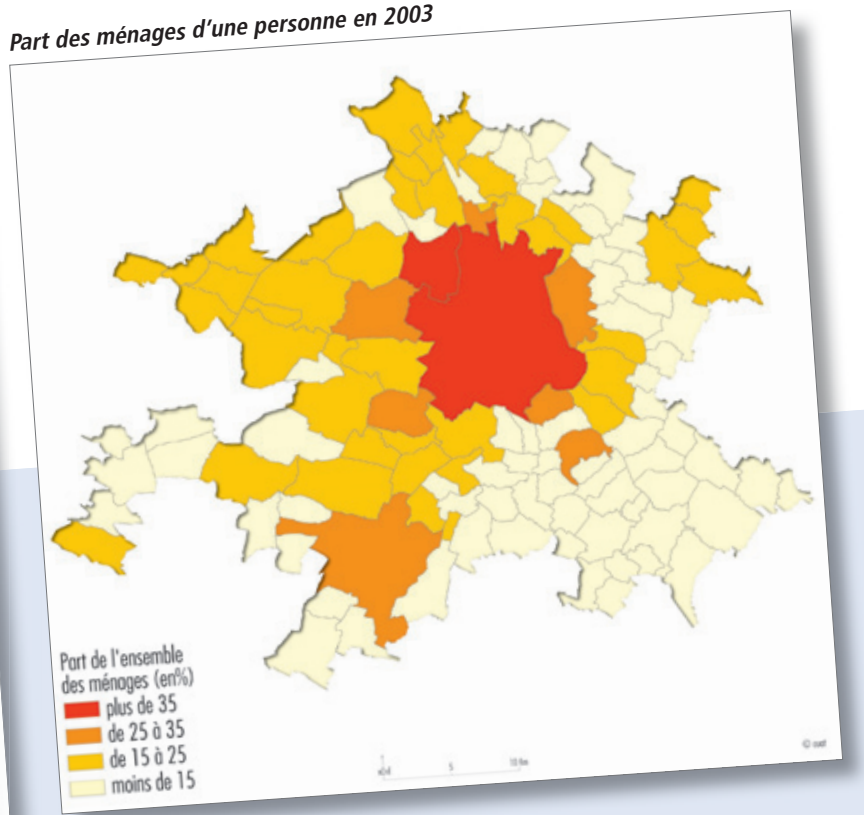 Part des ménages d'une personne en 2003
Part de l'ensemble
des ménages (en%)
plus de 35
de 25 à 35
de 15 à 25
moins de 15
5